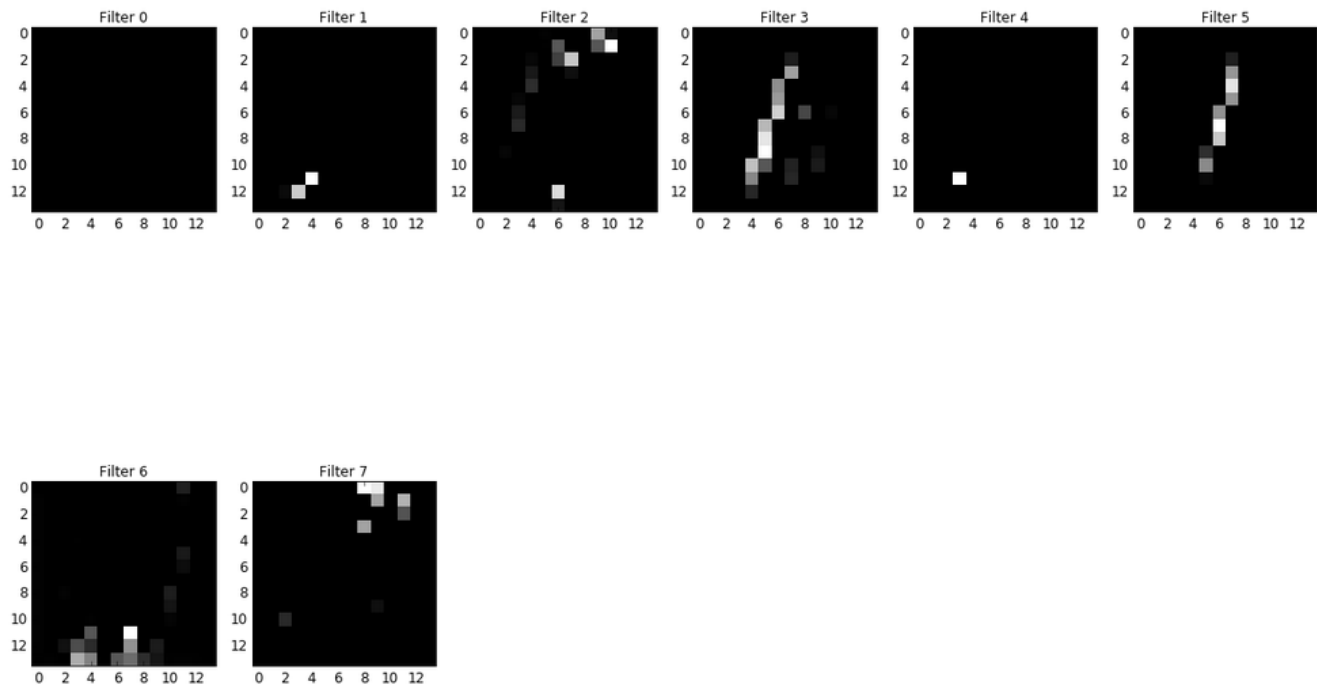 Filter 0 Filter 1 Filter 2 Filter 3 Filter 4 Filter 5
0 0 0 0 0 0
2 2 2 2 2 2
4 4 4 4 4 4
6 6 6 6 6 6
8 8 8 8 8 8
10 10 10 10 10 10
12 12 12 12 12 12
0 2 4 6 8 10 12 0 2 4 6 8 10 12 0 2 4 6 8 10 12 0 2 4 6 8 10 12 0 2 4 6 8 10 12 0 2 4 6 8 10 12
Filter 6 Filter 7
0 0
2 2
4 4
6 6
8 8
10 10
12 12
0 2 4 6 8 10 12 0 2 4 6 8 10 12